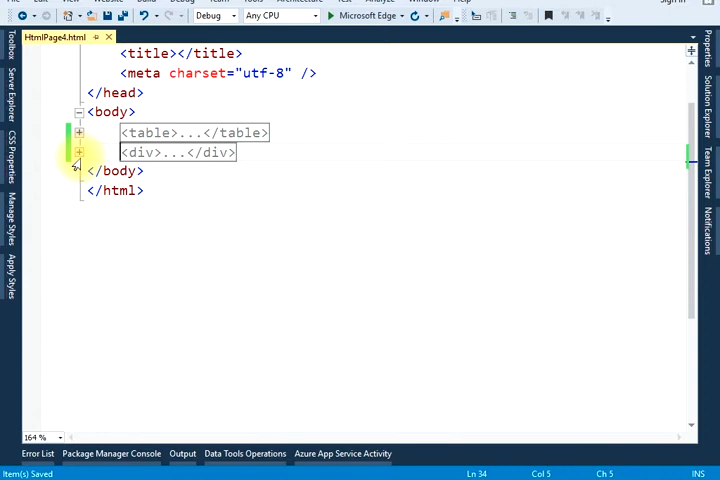 Debug Any CPU Microsoft Edge
HtmlPage4.html
<title></title>
<meta charset="utf-8" />
</head>
<body>
<table>...</table>
<div>...</div>
</body>
</html>
Toolbox
Server Explorer
CSS Properties
Manage Styles
Apply Styles
Properties
Solution Explorer
Team Explorer
Notifications
164 %
Error List Package Manager Console Output Data Tools Operations Azure App Service Activity
Item(s) Saved Ln 34 Col 5 Ch 5 INS